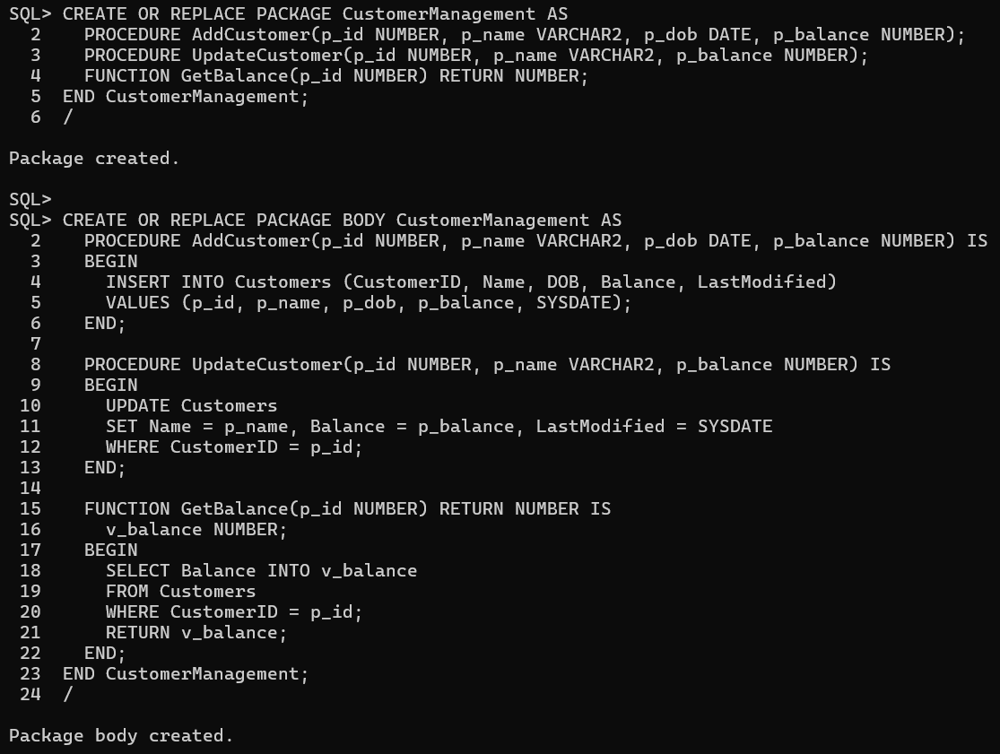 SQL> CREATE OR REPLACE PACKAGE CustomerManagement AS
  2    PROCEDURE AddCustomer(p_id NUMBER, p_name VARCHAR2, p_dob DATE, p_balance NUMBER);
  3    PROCEDURE UpdateCustomer(p_id NUMBER, p_name VARCHAR2, p_balance NUMBER);
  4    FUNCTION GetBalance(p_id NUMBER) RETURN NUMBER;
  5  END CustomerManagement;
  6  /

Package created.

SQL>
SQL> CREATE OR REPLACE PACKAGE BODY CustomerManagement AS
  2    PROCEDURE AddCustomer(p_id NUMBER, p_name VARCHAR2, p_dob DATE, p_balance NUMBER) IS
  3    BEGIN
  4      INSERT INTO Customers (CustomerID, Name, DOB, Balance, LastModified)
  5      VALUES (p_id, p_name, p_dob, p_balance, SYSDATE);
  6    END;
  7
  8    PROCEDURE UpdateCustomer(p_id NUMBER, p_name VARCHAR2, p_balance NUMBER) IS
  9    BEGIN
 10      UPDATE Customers
 11      SET Name = p_name, Balance = p_balance, LastModified = SYSDATE
 12      WHERE CustomerID = p_id;
 13    END;
 14
 15    FUNCTION GetBalance(p_id NUMBER) RETURN NUMBER IS
 16      v_balance NUMBER;
 17    BEGIN
 18      SELECT Balance INTO v_balance
 19      FROM Customers
 20      WHERE CustomerID = p_id;
 21      RETURN v_balance;
 22    END;
 23  END CustomerManagement;
 24  /

Package body created.